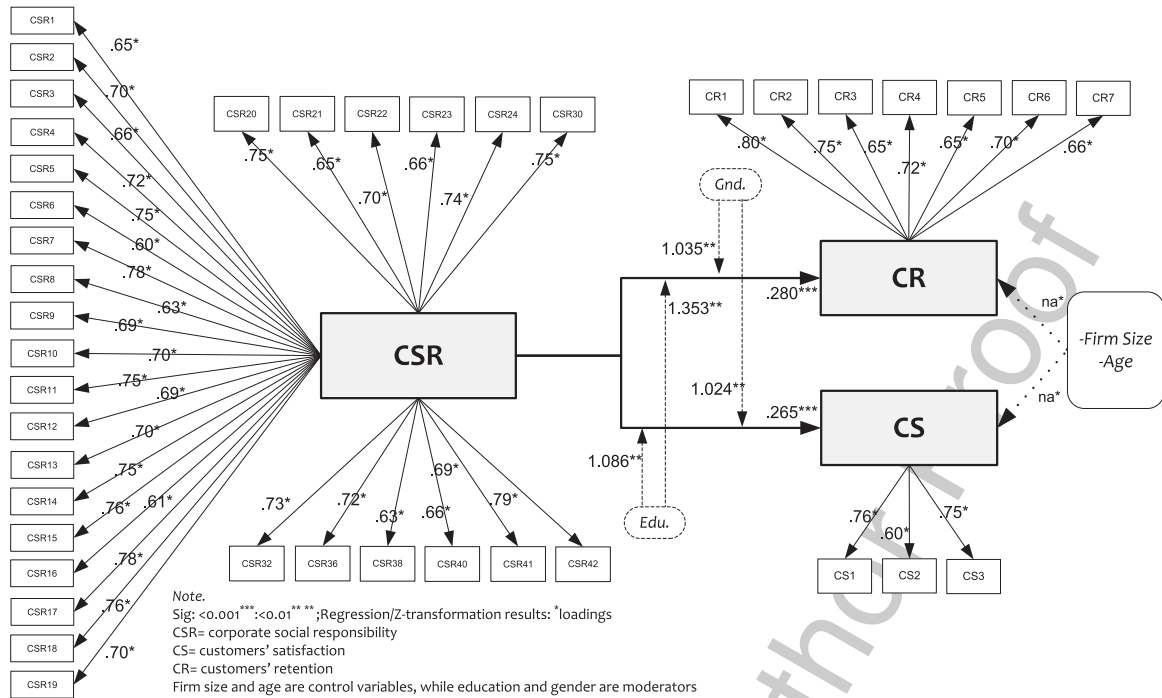 CSR1
CSR2
CSR3
CSR4
CSR5
CSR6
CSR7
CSR8
CSR9
CSR10
CSR11
CSR12
CSR13
CSR14
CSR15
CSR16
CSR17
CSR18
CSR19
.65*
.70*
.66*
.72*
.75*
.60*
.78*
.63*
.69*
.70*
.75*
.69*
.70*
.75*
.76*
.61*
.78*
.76*
.70*
CSR20 CSR21 CSR22 CSR23 CSR24 CSR30
.75* .65* .70* .66* .74* .75*
CSR
.73* .72* .63* .66* .69* .79*
CSR32 CSR36 CSR38 CSR40 CSR41 CSR42
Gnd.
1.035**
1.353**
1.024**
1.086**
Edu.
.280***
.265***
CR1 CR2 CR3 CR4 CR5 CR6 CR7
.80* .75* .65* .72* .65* .70* .66*
CR
na*
-Firm Size
-Age
na*
CS
.76* .60* .75*
CS1 CS2 CS3
Note.
Sig: <0.001***:<0.01** **;Regression/Z-transformation results: *loadings
CSR= corporate social responsibility
CS= customers' satisfaction
CR= customers' retention
Firm size and age are control variables, while education and gender are moderators